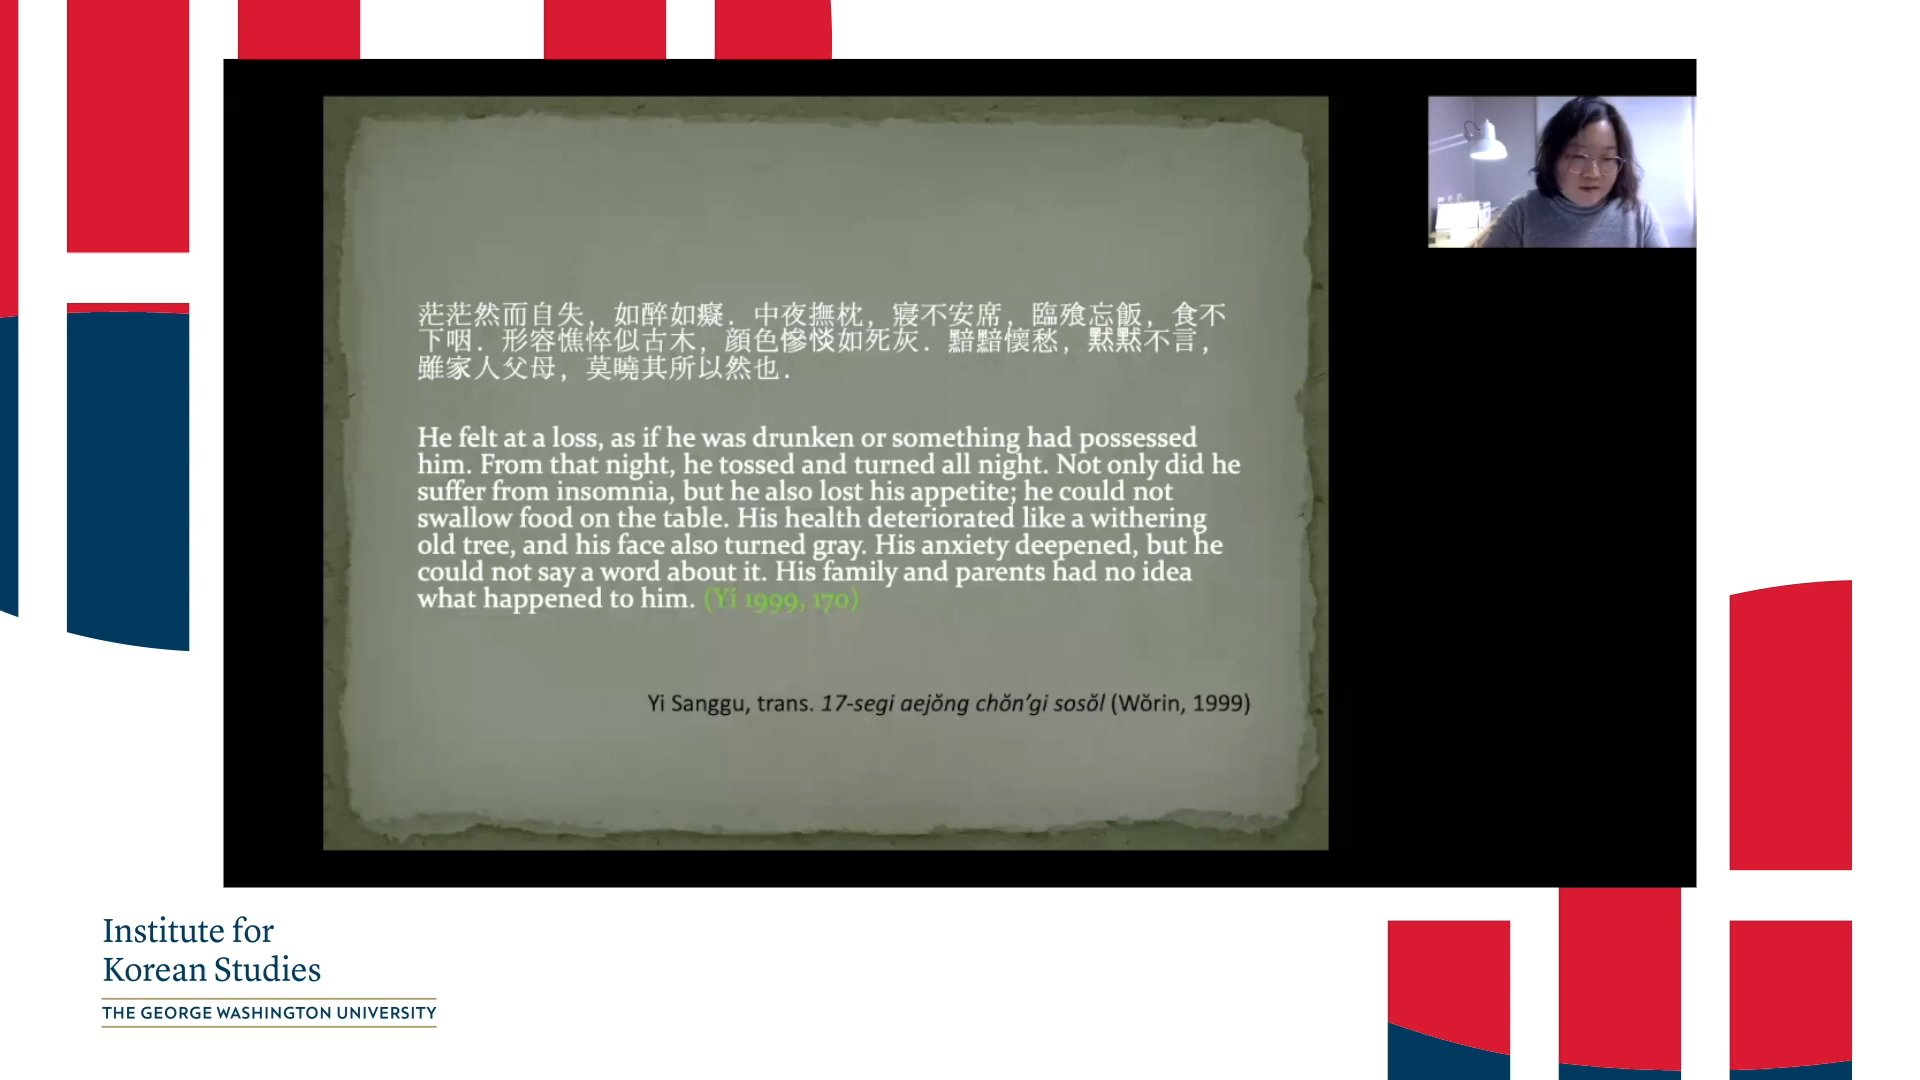 茫茫然而自失，如醉如癡．中夜撫枕，寢不安席，臨飱忘飯，食不
下咽．形容憔悴似古木，顔色慘惔如死灰．黯黯懷愁，黙黙不言，
雖家人父母，莫曉其所以然也．
He felt at a loss, as if he was drunken or something had possessed
him. From that night, he tossed and turned all night. Not only did he
suffer from insomnia, but he also lost his appetite; he could not
swallow food on the table. His health deteriorated like a withering
old tree, and his face also turned gray. His anxiety deepened, but he
could not say a word about it. His family and parents had no idea
what happened to him. (Yi 1999, 170)
Yi Sanggu, trans. 17-segi aejŏng chŏn’gi sosŏl (Wŏrin, 1999)
Institute for
Korean Studies
THE GEORGE WASHINGTON UNIVERSITY